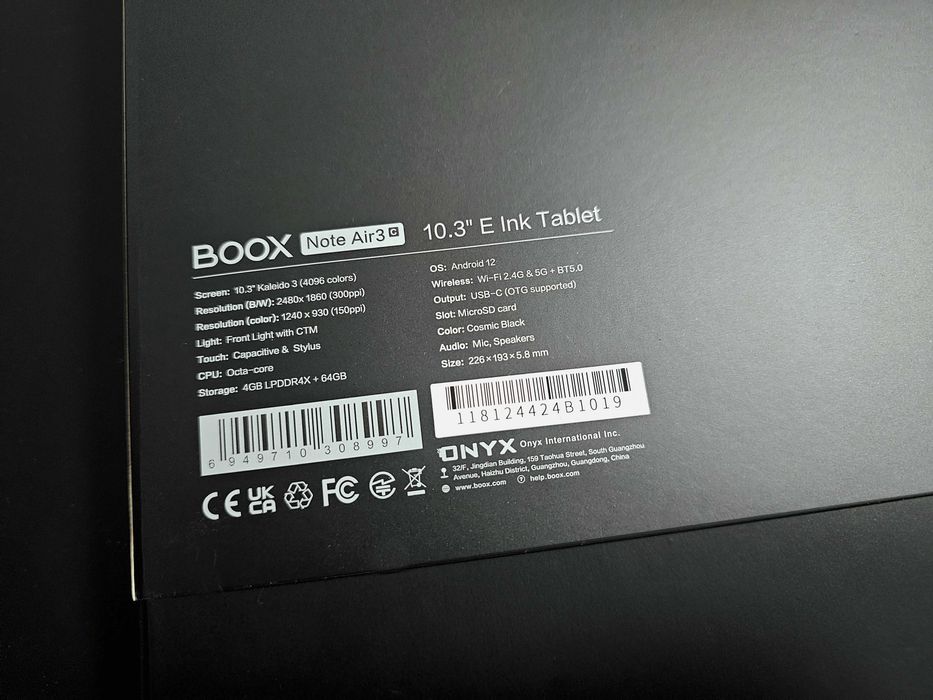 BOOX Note Air3 C 10.3" E Ink Tablet
Screen: 10.3" Kaleido 3 (4096 colors)
Resolution (B/W): 2480x 1860 (300ppi)
Resolution (color): 1240 x 930 (150ppi)
Light: Front Light with CTM
Touch: Capacitive & Stylus
CPU: Octa-core
Storage: 4GB LPDDR4X + 64GB
OS: Android 12
Wireless: Wi-Fi 2.4G & 5G + BT5.0
Output: USB-C (OTG supported)
Slot: MicroSD card
Color: Cosmic Black
Audio: Mic, Speakers
Size: 226×193×5.8 mm
6 949710 308997
118124424B1019
CE UK CA FC
ONYX Onyx International Inc.
32/F, Jingdian Building, 159 Taohua Street, South Guangzhou
Avenue, Haizhu District, Guangzhou, Guangdong, China
www.boox.com help.boox.com